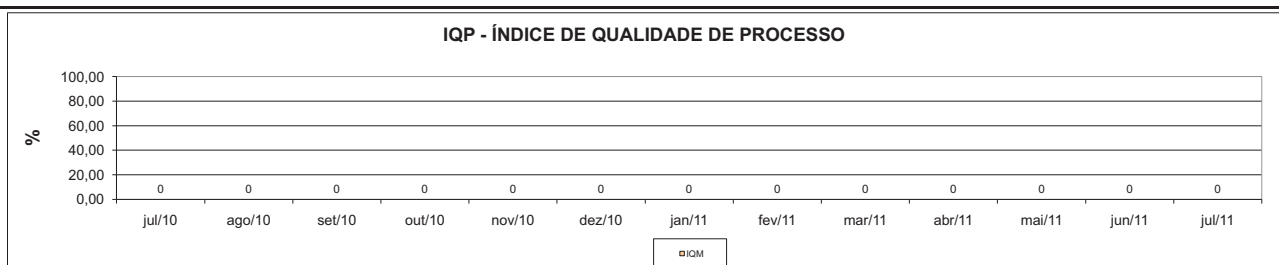 IQP - ÍNDICE DE QUALIDADE DE PROCESSO
100,00
80,00
60,00
40,00
20,00
0,00
%
0 0 0 0 0 0 0 0 0 0 0 0 0
jul/10 ago/10 set/10 out/10 nov/10 dez/10 jan/11 fev/11 mar/11 abr/11 mai/11 jun/11 jul/11
IQM